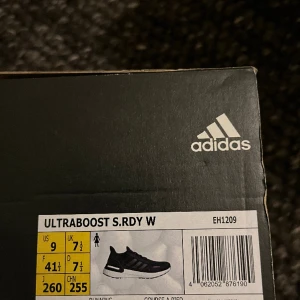 adidas
ULTRABOOST S.RDY W EH1209
US 9 UK 7½
F 41⅓ D 7½
JP 260 CHN 255
4 062052 876190
RUNNING